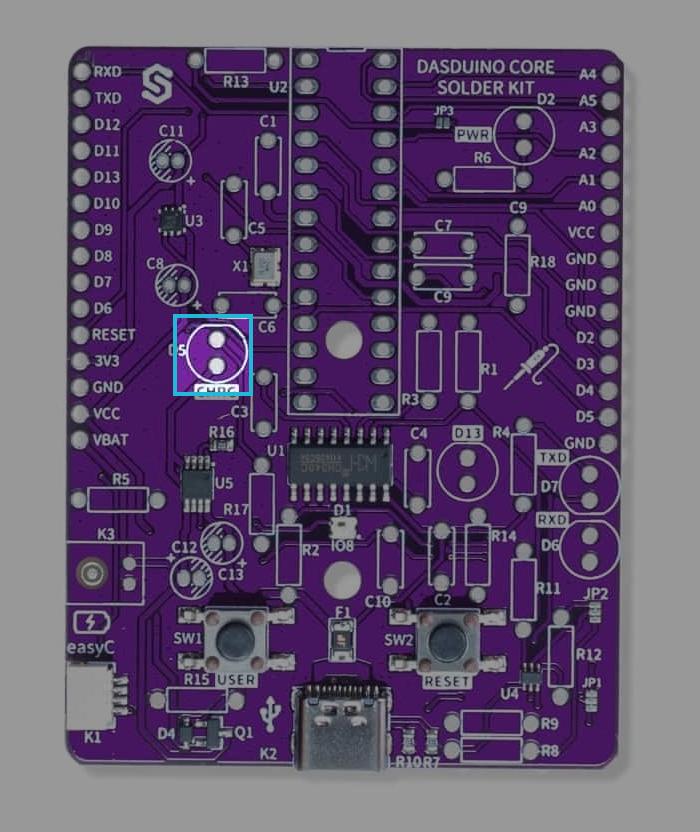 DASDUINO CORE
SOLDER KIT
RXD
TXD
D12
D11
D13
D10
D9
D8
D7
D6
RESET
3V3
GND
VCC
VBAT
A4
A5
A3
A2
A1
A0
VCC
GND
GND
GND
D2
D3
D4
D5
GND
R13
U2
JP3
D2
PWR
C11
C1
R6
U3
C5
C7
C9
X1
R18
C8
C9
C6
D5
CHRG
R1
R3
C3
R16
U1
C4
D13
R4
TXD
D7
U5
R5
R17
D1
108
RXD
D6
K3
R2
R14
C12
C13
C10
C2
R11
JP2
F1
SW1
SW2
easyC
USER
RESET
R12
R15
U4
JP1
K1
D4
Q1
K2
R10
R7
R9
R8